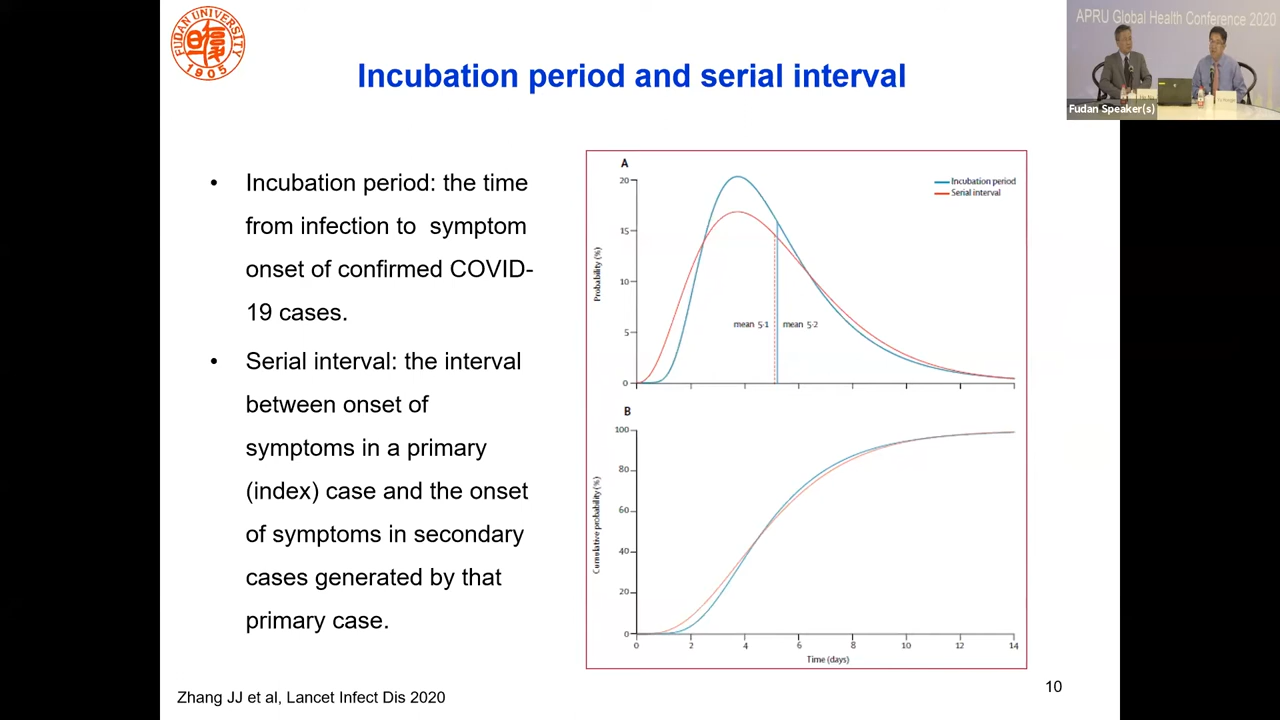 FUDAN UNIVERSITY
1905
Incubation period and serial interval
APRU Global Health Conference 2020
Fudan Speaker(s)
• Incubation period: the time
from infection to  symptom
onset of confirmed COVID-
19 cases.
• Serial interval: the interval
between onset of
symptoms in a primary
(index) case and the onset
of symptoms in secondary
cases generated by that
primary case.
A
Incubation period
Serial interval
Probability (%)
20
15
10
5
0
mean 5·1
mean 5·2
B
Cumulative probability (%)
100
80
60
40
20
0
0 2 4 6 8 10 12 14
Time (days)
Zhang JJ et al, Lancet Infect Dis 2020
10